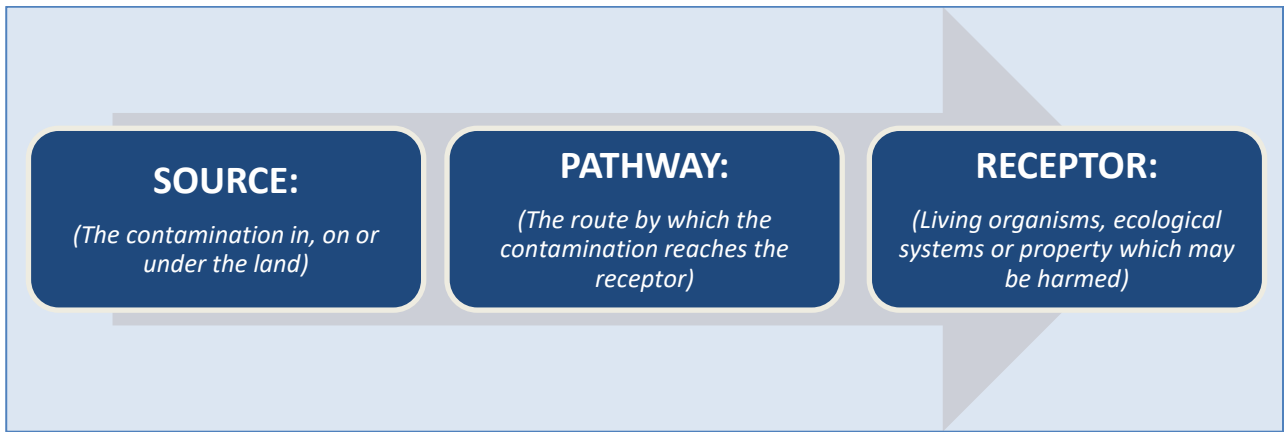 SOURCE:
(The contamination in, on or
under the land)
PATHWAY:
(The route by which the
contamination reaches the
receptor)
RECEPTOR:
(Living organisms, ecological
systems or property which may
be harmed)